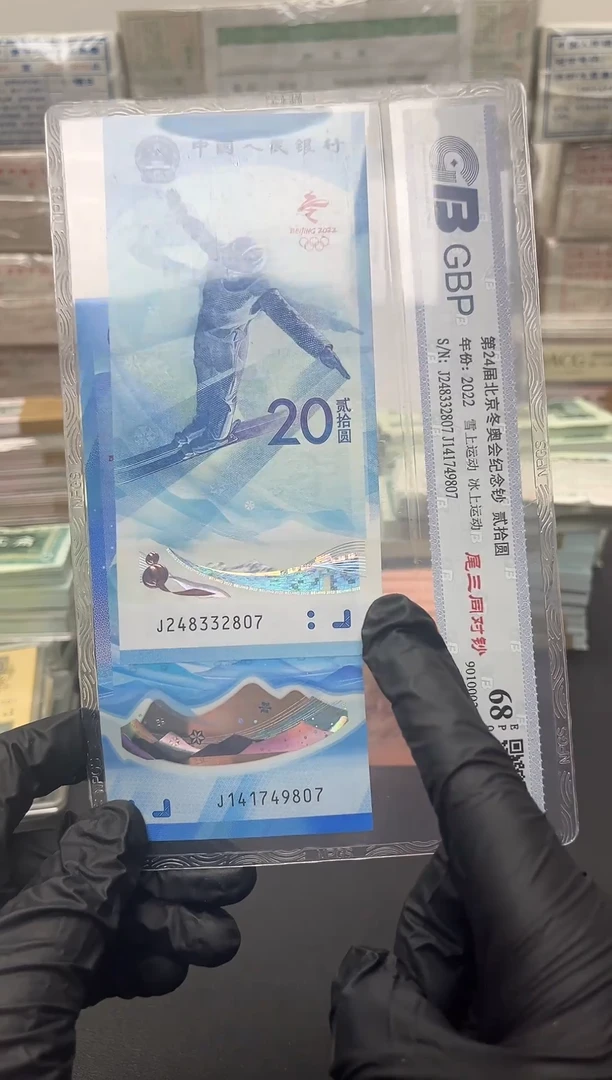 中国人民银行
BEIJING 2022
20 贰拾圆
J248332807
J141749807
GBP
第24届北京冬奥会纪念钞 贰拾圆
年份: 2022 雪上运动 冰上运动
S/N: J248332807,J141749807
尾三同对钞
68 E
P